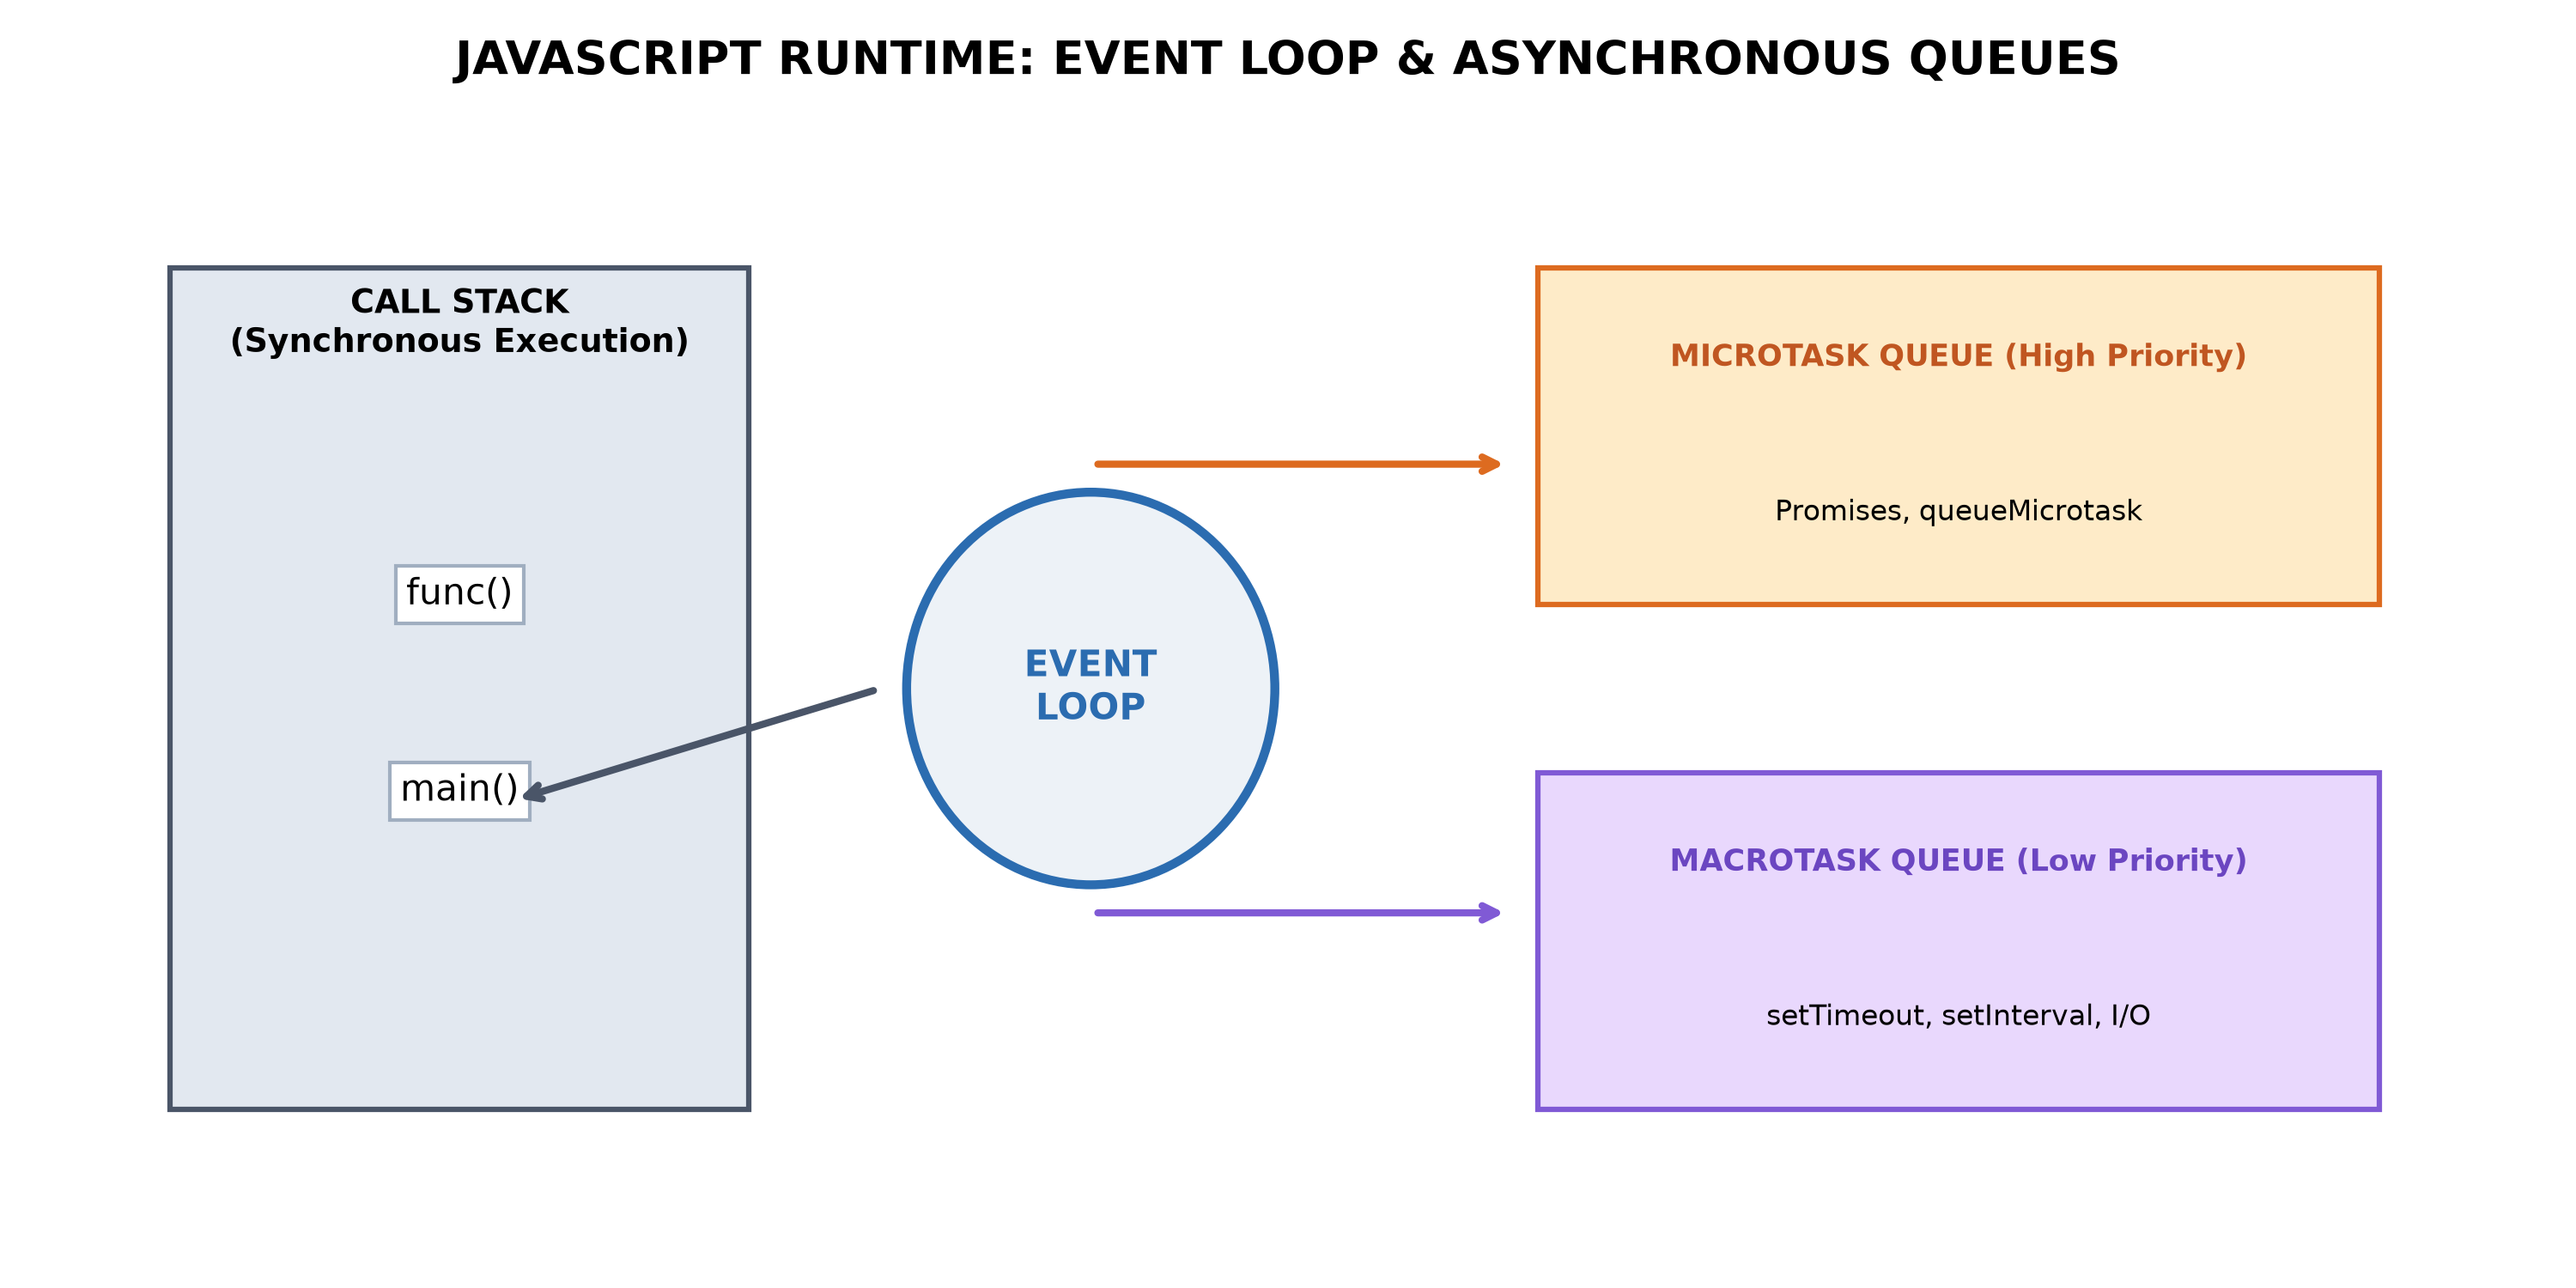 JAVASCRIPT RUNTIME: EVENT LOOP & ASYNCHRONOUS QUEUES
CALL STACK
(Synchronous Execution)
func()
main()
EVENT
LOOP
MICROTASK QUEUE (High Priority)
Promises, queueMicrotask
MACROTASK QUEUE (Low Priority)
setTimeout, setInterval, I/O